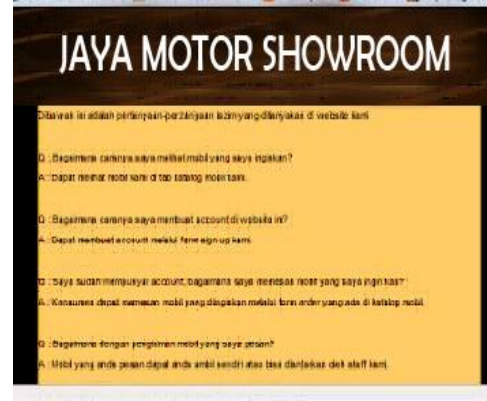 JAYA MOTOR SHOWROOM
Dibawah ini adalah pertanyaan-pertanyaan lazim yang ditanyakan di website kami
Q : Bagaimana caranya saya melihat mobil yang saya inginkan?
A : Dapat melihat mobil kami di tab katalog mobil kami.
Q : Bagaimana caranya saya membuat account di website ini?
A : Dapat membuat account melalui form sign up kami.
Q : Saya sudah mempunyai account, bagaimana saya memesan mobil yang saya inginkan?
A : Konsumen dapat memesan mobil yang diinginkan melalui form order yang ada di katalog mobil.
Q : Bagaimana dengan pengiriman mobil yang saya pesan?
A : Mobil yang anda pesan dapat anda ambil sendiri atau bisa diantarkan oleh staff kami.